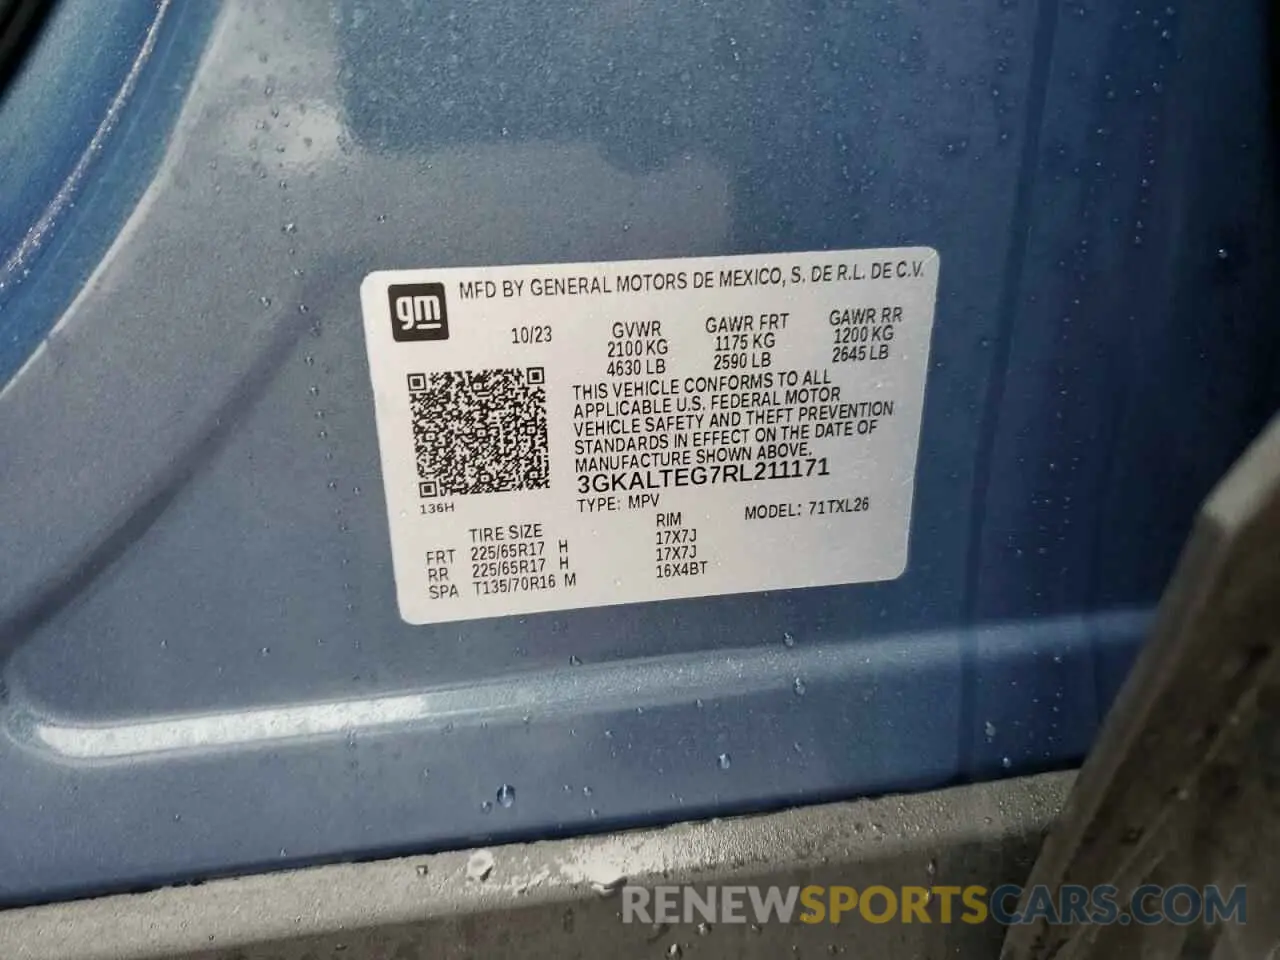 gm
MFD BY GENERAL MOTORS DE MEXICO, S. DE R.L. DE C.V.
10/23 GVWR GAWR FRT GAWR RR
2100 KG 1175 KG 1200 KG
4630 LB 2590 LB 2645 LB
THIS VEHICLE CONFORMS TO ALL
APPLICABLE U.S. FEDERAL MOTOR
VEHICLE SAFETY AND THEFT PREVENTION
STANDARDS IN EFFECT ON THE DATE OF
MANUFACTURE SHOWN ABOVE.
3GKALTEG7RL211171
136H
TYPE: MPV MODEL: 71TXL26
TIRE SIZE RIM
FRT 225/65R17 H 17X7J
RR 225/65R17 H 17X7J
SPA T135/70R16 M 16X4BT
RENEWSPORTSCARS.COM